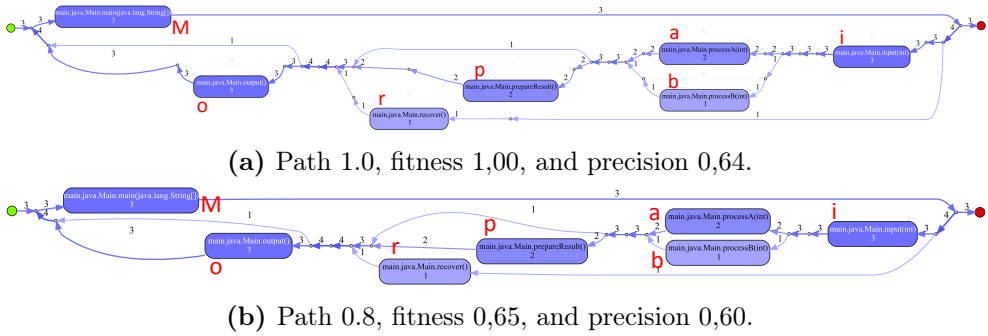 main.java.Main.main(java.lang.String[])
3
M
main.java.Main.output()
3
o
main.java.Main.recover()
1
r
main.java.Main.prepareResult()
2
p
main.java.Main.processA(int)
2
a
main.java.Main.processB(int)
1
b
main.java.Main.input(int)
3
i
(a) Path 1.0, fitness 1,00, and precision 0,64.
main.java.Main.main(java.lang.String[])
3
M
main.java.Main.output()
3
o
main.java.Main.recover()
1
r
main.java.Main.prepareResult()
2
p
main.java.Main.processA(int)
2
a
main.java.Main.processB(int)
1
b
main.java.Main.input(int)
3
i
(b) Path 0.8, fitness 0,65, and precision 0,60.